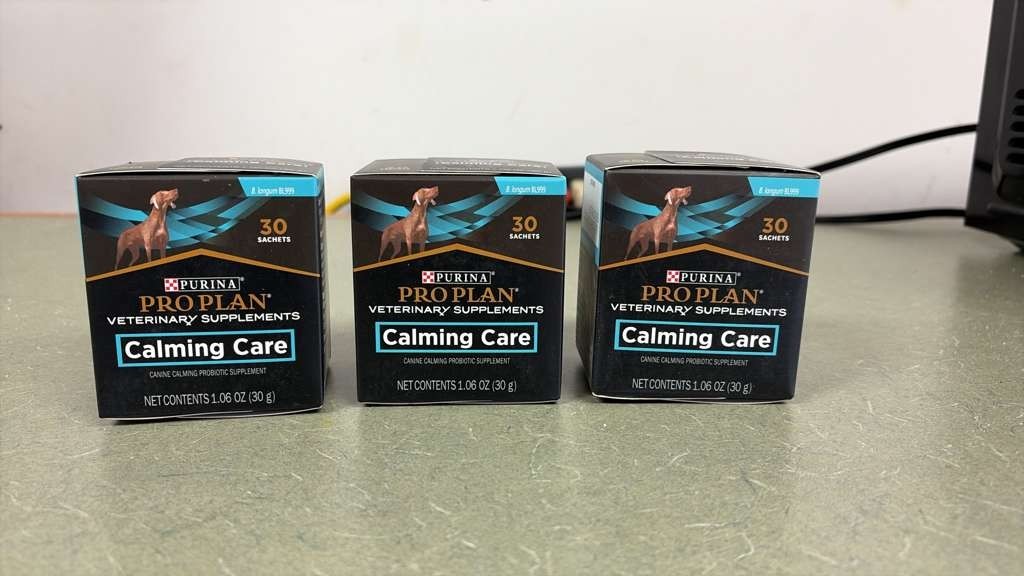 B. longum BL999
30
SACHETS
PURINA®
PRO PLAN®
VETERINARY SUPPLEMENTS
Calming Care
CANINE CALMING PROBIOTIC SUPPLEMENT
NET CONTENTS 1.06 OZ (30 g)
B. longum BL999
30
SACHETS
PURINA®
PRO PLAN®
VETERINARY SUPPLEMENTS
Calming Care
CANINE CALMING PROBIOTIC SUPPLEMENT
NET CONTENTS 1.06 OZ (30 g)
B. longum BL999
30
SACHETS
PURINA®
PRO PLAN®
VETERINARY SUPPLEMENTS
Calming Care
CANINE CALMING PROBIOTIC SUPPLEMENT
NET CONTENTS 1.06 OZ (30 g)